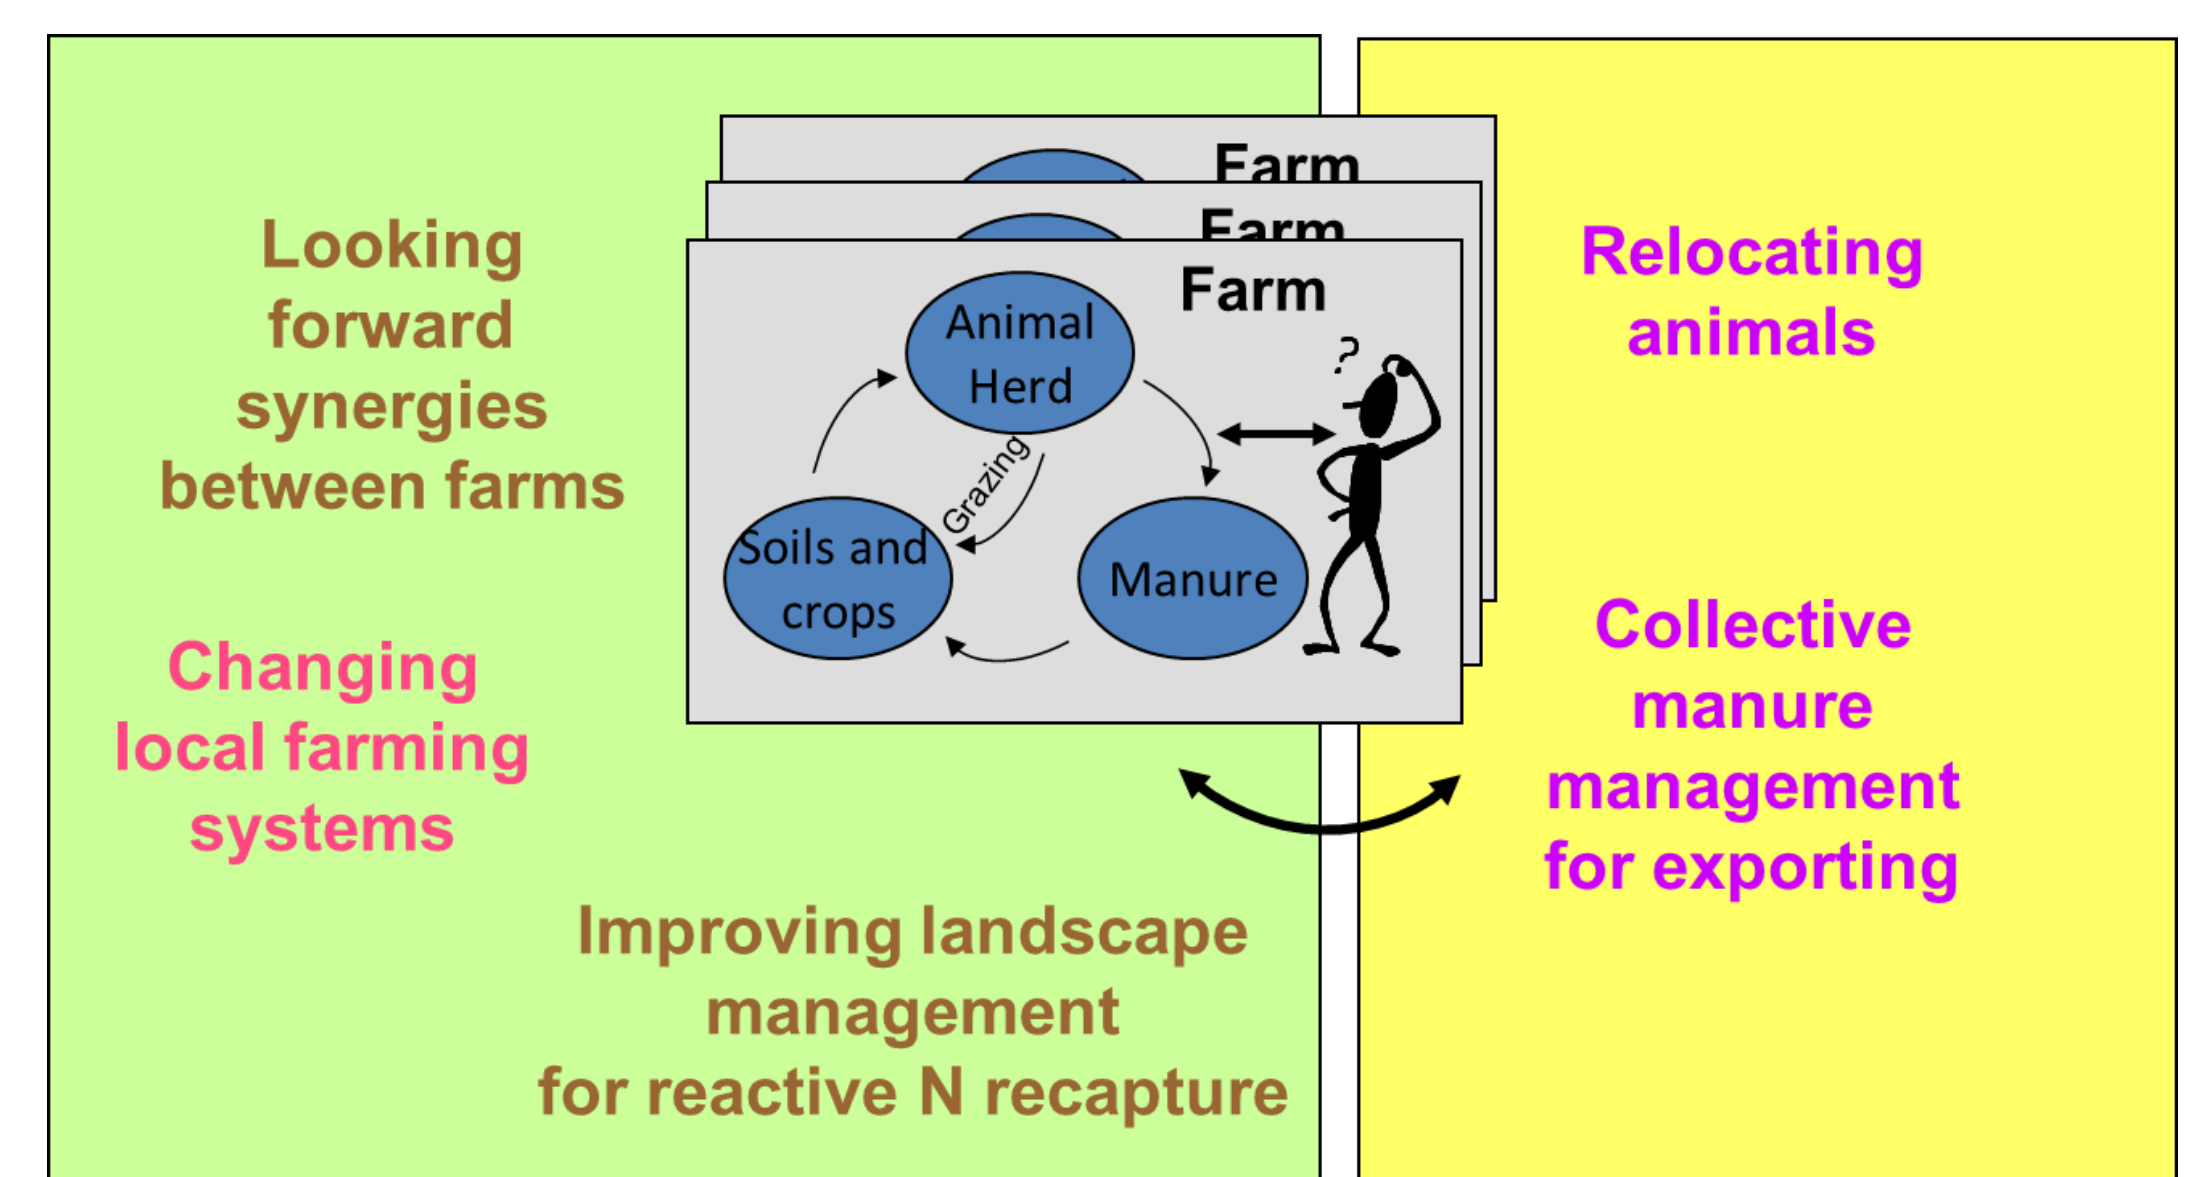 Looking
forward
synergies
between farms
Changing
local farming
systems
Improving landscape
management
for reactive N recapture
Farm
Farm
Farm
Animal
Herd
?
Grazing
Soils and
crops
Manure
Relocating
animals
Collective
manure
management
for exporting